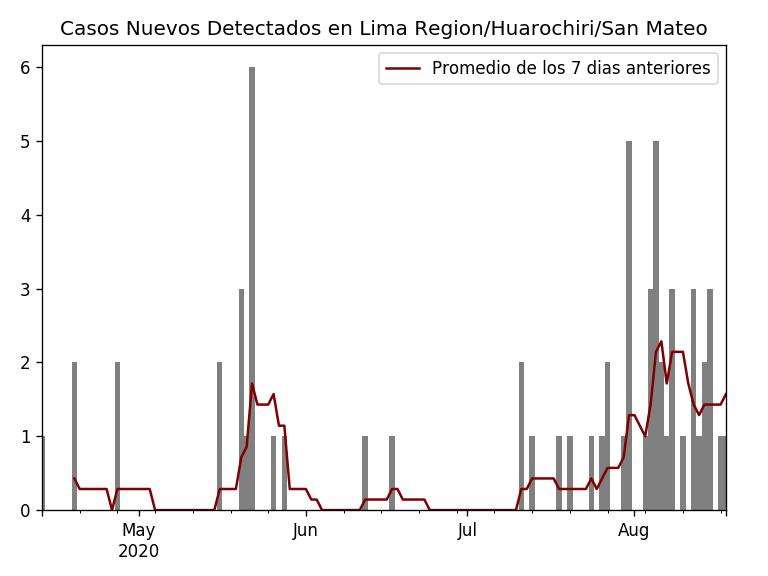 Casos Nuevos Detectados en Lima Region/Huarochiri/San Mateo
Promedio de los 7 dias anteriores
6
5
4
3
2
1
0
May Jun Jul Aug
2020